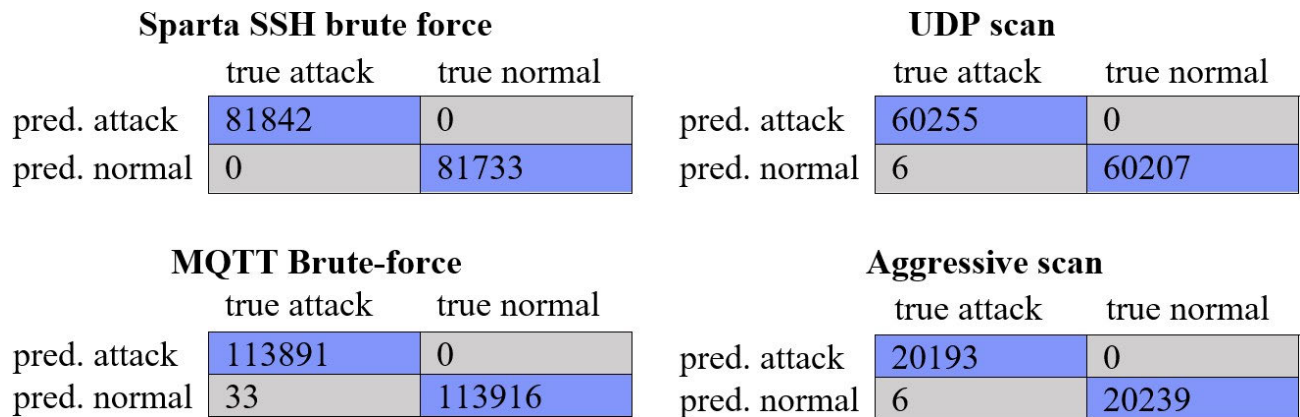 Sparta SSH brute force
true attack true normal
pred. attack 81842 0
pred. normal 0 81733
UDP scan
true attack true normal
pred. attack 60255 0
pred. normal 6 60207
MQTT Brute-force
true attack true normal
pred. attack 113891 0
pred. normal 33 113916
Aggressive scan
true attack true normal
pred. attack 20193 0
pred. normal 6 20239